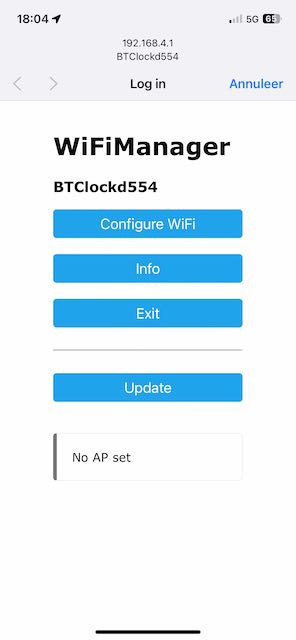 18:04 5G 65
192.168.4.1
BTClockd554
Log in Annuleer
WiFiManager
BTClockd554
Configure WiFi
Info
Exit
Update
No AP set